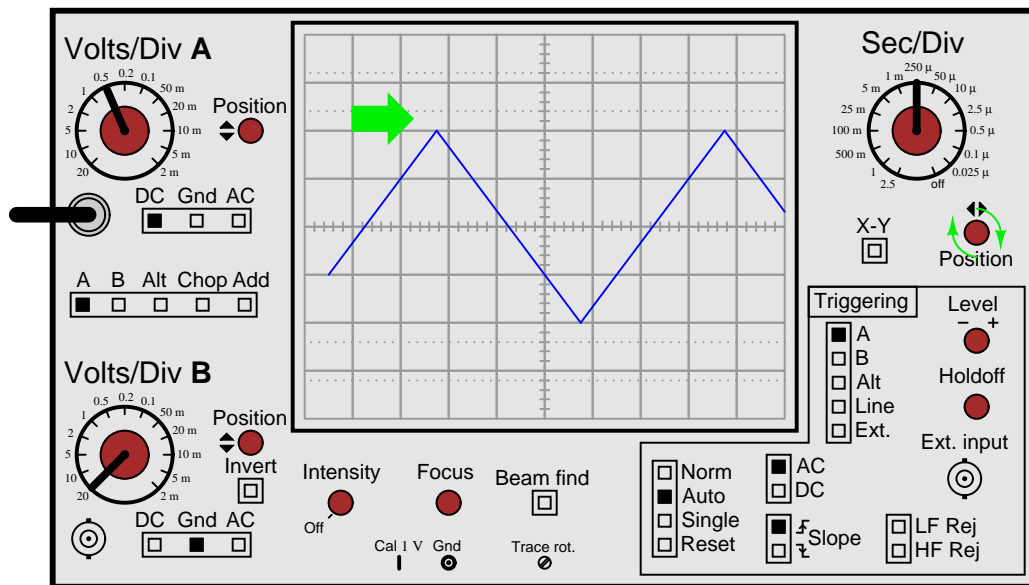 Volts/Div A
Sec/Div
0.5 0.2 0.1
1 50 m
2 20 m
5 10 m
10 5 m
20 2 m
Position
250 µ
1 m 50 µ
5 m 10 µ
25 m 2.5 µ
100 m 0.5 µ
500 m 0.1 µ
1 0.025 µ
2.5 off
DC Gnd AC
X-Y
Position
A B Alt Chop Add
Triggering
Level
− +
A
B
Alt
Line
Ext.
Holdoff
Ext. input
Volts/Div B
0.5 0.2 0.1
1 50 m
2 20 m
5 10 m
10 5 m
20 2 m
Position
Invert
DC Gnd AC
Intensity
Off
Focus
Beam find
Cal 1 V Gnd
Trace rot.
Norm
Auto
Single
Reset
AC
DC
Slope
LF Rej
HF Rej